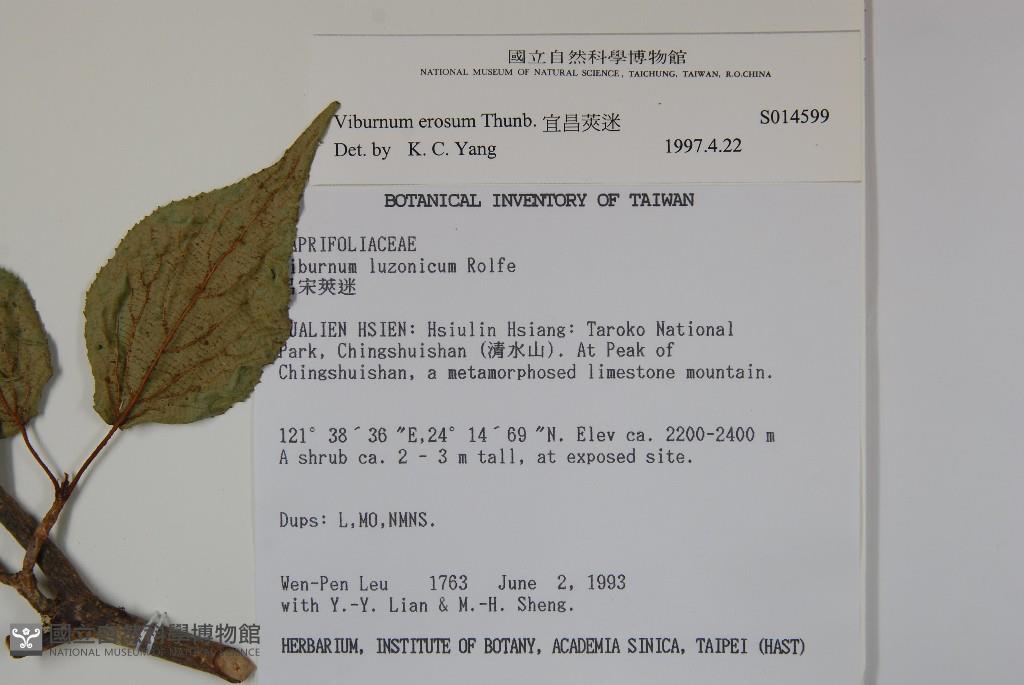 國立自然科學博物館
NATIONAL MUSEUM OF NATURAL SCIENCE, TAICHUNG, TAIWAN, R.O.CHINA
Viburnum erosum Thunb. 宜昌莢迷 S014599
Det. by K. C. Yang 1997.4.22
BOTANICAL INVENTORY OF TAIWAN
APRIFOLIACEAE
iburnum luzonicum Rolfe
呂宋莢迷
UALIEN HSIEN: Hsiulin Hsiang: Taroko National
Park, Chingshuishan (清水山). At Peak of
Chingshuishan, a metamorphosed limestone mountain.
121° 38´ 36 ″E,24° 14´ 69 ″N. Elev ca. 2200-2400 m
A shrub ca. 2 - 3 m tall, at exposed site.
Dups: L,MO,NMNS.
Wen-Pen Leu 1763 June 2, 1993
with Y.-Y. Lian & M.-H. Sheng.
HERBARIUM, INSTITUTE OF BOTANY, ACADEMIA SINICA, TAIPEI (HAST)
國立自然科學博物館
NATIONAL MUSEUM OF NATURAL SCIENCE